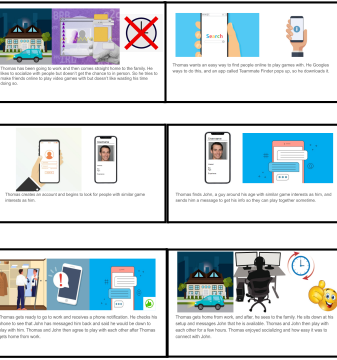 Thomas has been going to work and then comes straight home to the family. He
likes to socialize with people but doesn't get the chance to in person. So he tries to
make friends online to play video games with but doesn't like wasting his time
doing so.
Search
Thomas wants an easy way to find people online to play games with. He Googles
ways to do this, and an app called Teammate Finder pops up, so he downloads it.
Thomas creates an account and begins to look for people with similar game
interests as him.
Thomas finds John, a guy around his age with similar game interests as him, and
sends him a message to get his info so they can play together sometime.
Thomas gets ready to go to work and receives a phone notification. He checks his
phone to see that John has messaged him back and said he would be down to
play with him. Thomas and John then agree to play with each other after Thomas
gets home from work
Thomas gets home from work, and after, he sees to the family. He sits down at his
setup and messages John that he is available. Thomas and John then play with
each other for a few hours. Thomas enjoyed socializing and how easy it was to
connect with John.